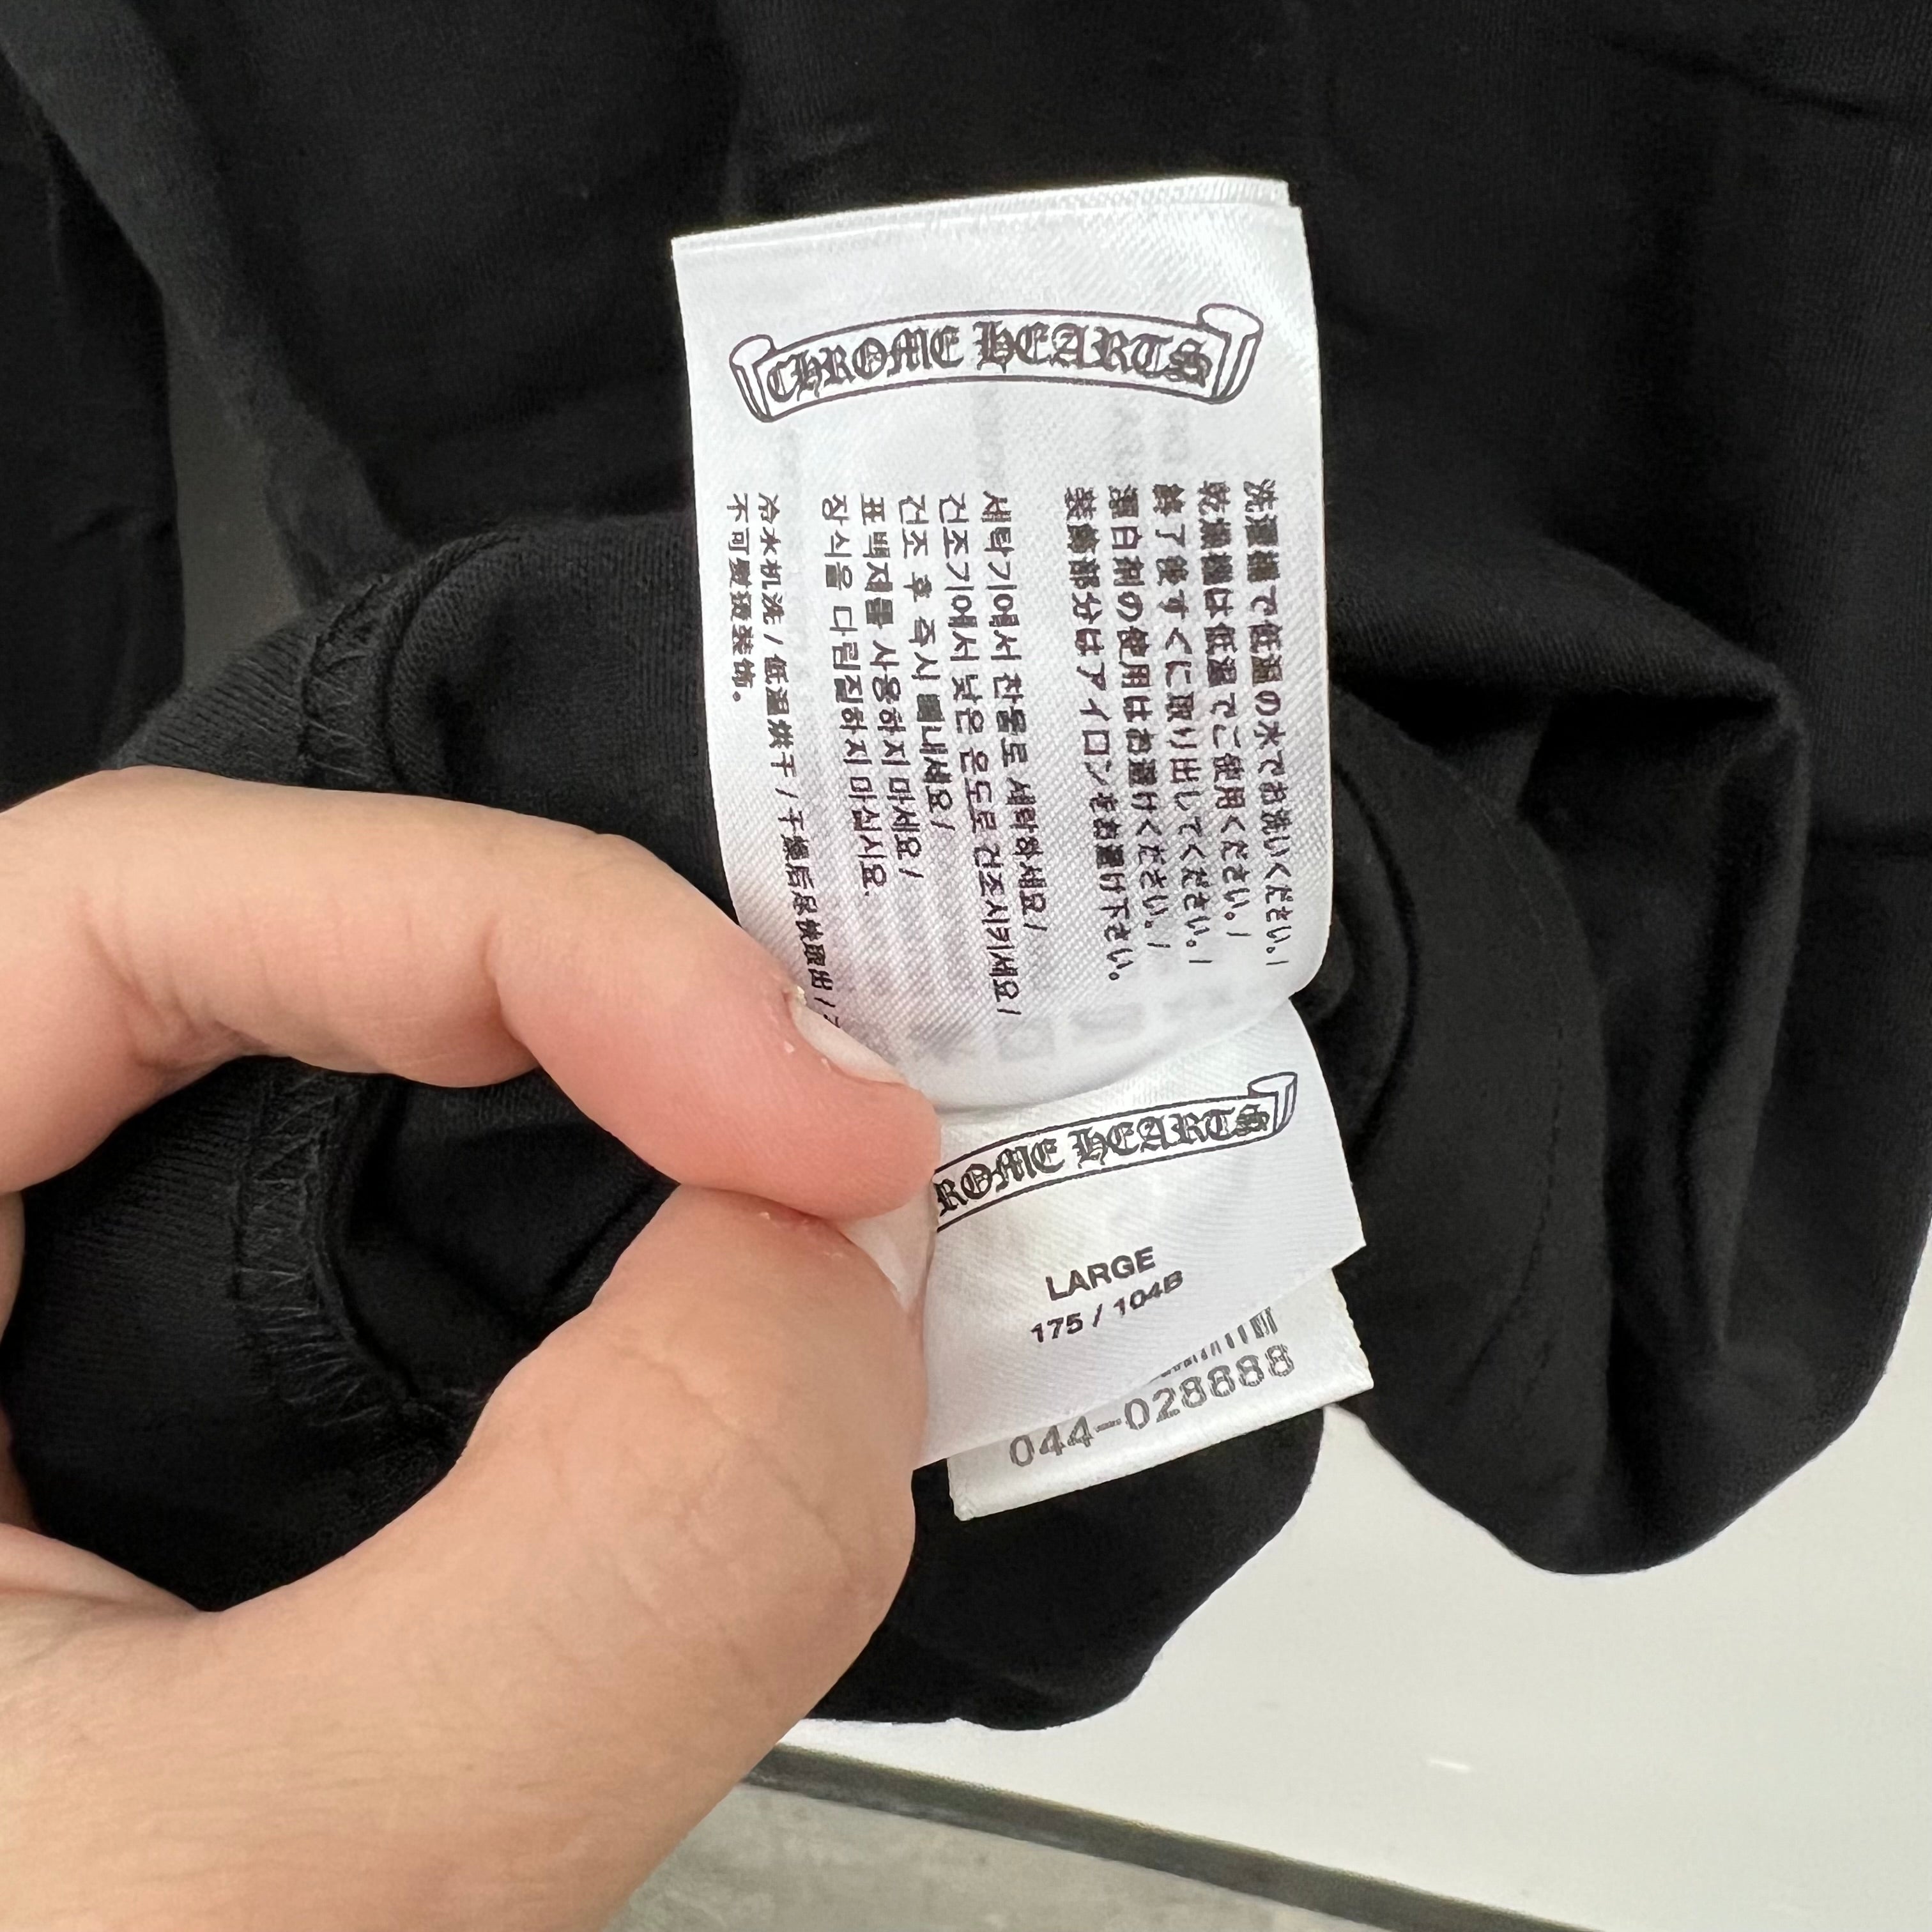 CHROME HEARTS
洗濯機で低温の水でお洗いください。/
乾燥機は低温でご使用ください。/
終了後すぐに取り出してください。/
漂白剤の使用はお避けください。/
装飾部分はアイロンをお避け下さい。
세탁기에서 찬물로 세탁하세요/
건조기에서 낮은 온도로 건조시키세요/
건조 후 즉시 빼내세요/
표백제를 사용하지 마세요/
장식을 다림질하지 마십시오.
冷水机洗/低温烘干/干燥后尽快取出/
不可熨烫装饰。
ROME HEARTS
LARGE
175 / 104B
044-028888